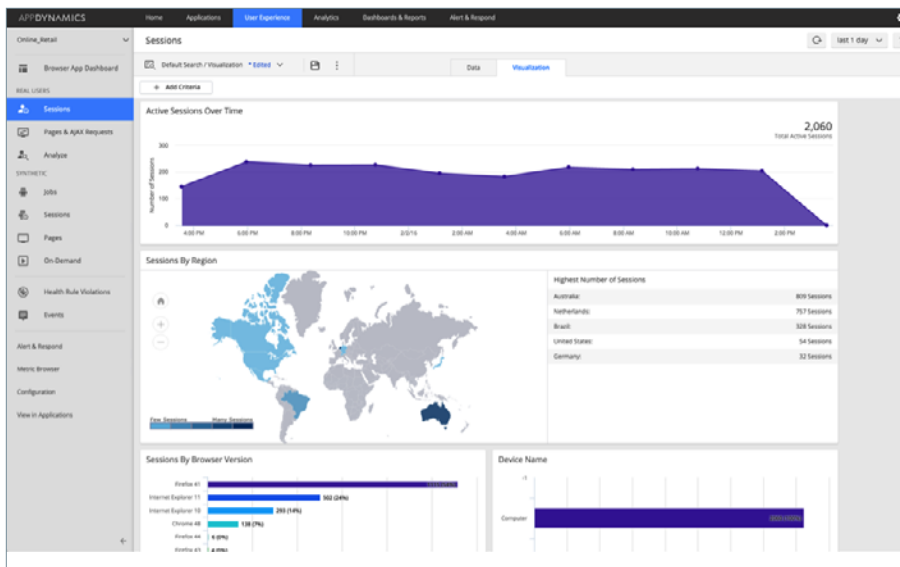 APPDYNAMICS Home Applications User Experience Analytics Dashboards & Reports Alert & Respond
Online_Retail
Sessions
last 1 day
Browser App Dashboard
Default Search / Visualization * Edited
Data Visualization
REAL USERS
+ Add Criteria
Sessions
Pages & AJAX Requests
Analyze
SYNTHETIC
Jobs
Sessions
Pages
On-Demand
Health Rule Violations
Events
Alert & Respond
Metric Browser
Configuration
View in Applications
Active Sessions Over Time
2,060
Total Active Sessions
Number of Sessions
300
200
100
0
4:00 PM 6:00 PM 8:00 PM 10:00 PM 2/2/16 2:00 AM 4:00 AM 6:00 AM 8:00 AM 10:00 AM 12:00 PM 2:00 PM
Sessions By Region
Few Sessions Many Sessions
Highest Number of Sessions
Australia: 809 Sessions
Netherlands: 757 Sessions
Brazil: 328 Sessions
United States: 54 Sessions
Germany: 32 Sessions
Sessions By Browser Version
Firefox 41
Internet Explorer 11 502 (24%)
Internet Explorer 10 293 (14%)
Chrome 48 138 (7%)
Firefox 44 6 (0%)
Firefox 43 4 (0%)
Device Name
Computer